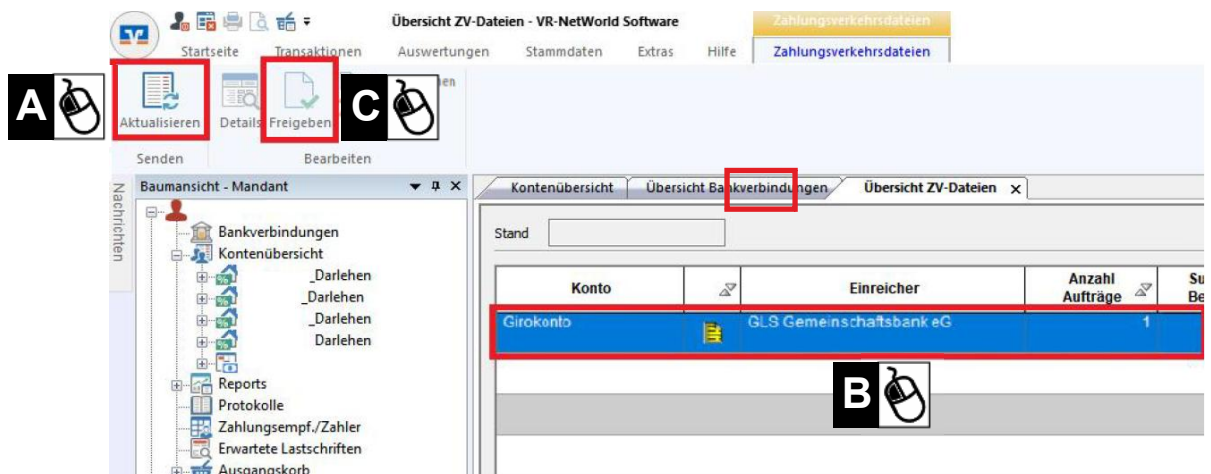 Übersicht ZV-Dateien - VR-NetWorld Software
Zahlungsverkehrsdateien
Startseite Transaktionen Auswertungen Stammdaten Extras Hilfe Zahlungsverkehrsdateien
A
C
Aktualisieren Details Freigeben
Senden Bearbeiten
Nachrichten
Baumansicht - Mandant
Kontenübersicht Übersicht Bankverbindungen Übersicht ZV-Dateien x
Bankverbindungen
Kontenübersicht
_Darlehen
_Darlehen
_Darlehen
Darlehen
Reports
Protokolle
Zahlungsempf./Zahler
Erwartete Lastschriften
Ausgangskorb
Stand
Konto Einreicher Anzahl Aufträge
Girokonto GLS Gemeinschaftsbank eG 1
B